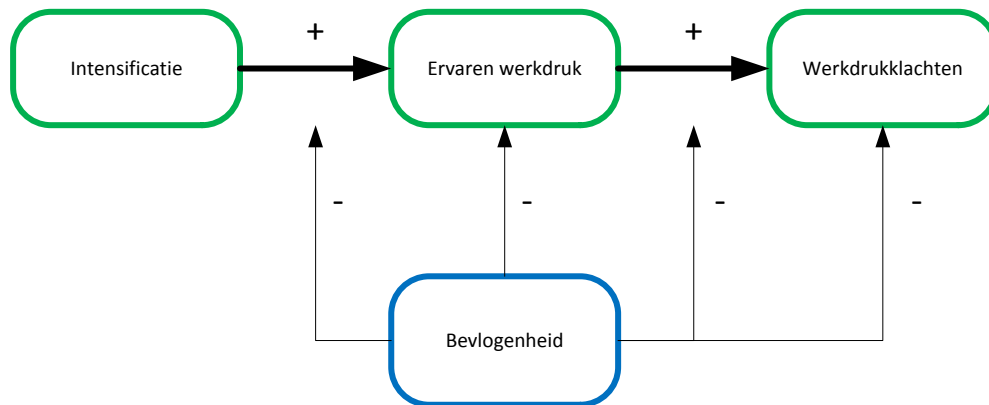 +
+
Intensificatie
Ervaren werkdruk
Werkdrukklachten
-
-
-
-
Bevlogenheid